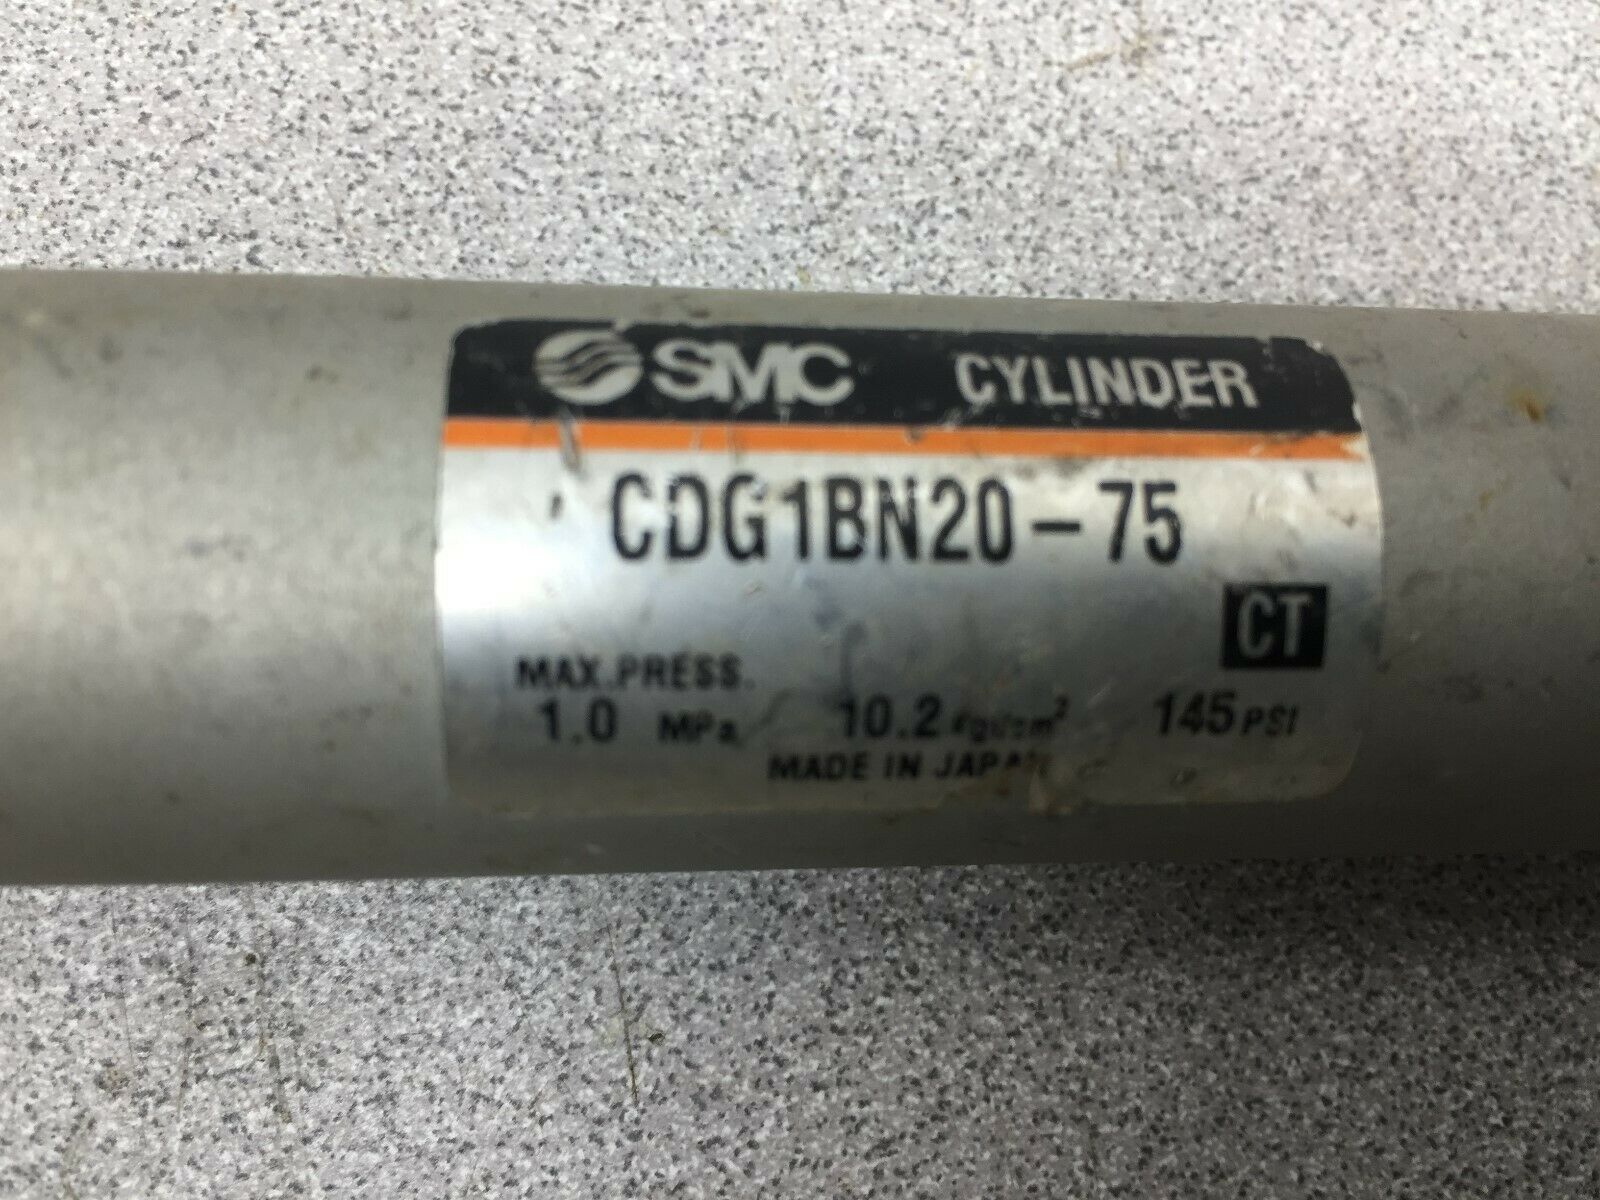 SMC CYLINDER
CDG1BN20-75
CT
MAX.PRESS.
1.0 MPa 10.2 kgf/cm² 145 PSI
MADE IN JAPAN